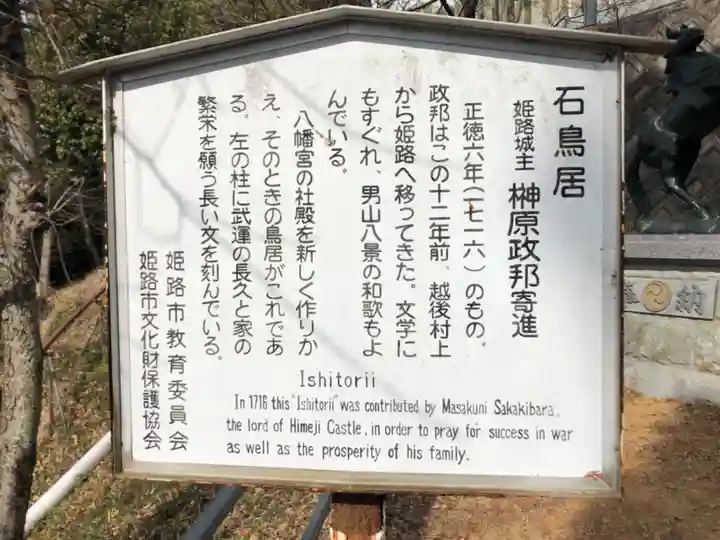 石鳥居
姫路城主 榊原政邦寄進
正徳六年(一七一六)のもの。
政邦はこの十二年前、越後村上
から姫路へ移ってきた。文学に
もすぐれ、男山八景の和歌もよ
んでいる。
八幡宮の社殿を新しく作りか
え、そのときの鳥居がこれであ
る。左の柱に武運の長久と家の
繁栄を願う長い文を刻んでいる。
姫路市教育委員会
姫路市文化財保護協会
Ishitorii
In 1716 this "Ishitorii" was contributed by Masakuni Sakakibara,
the lord of Himeji Castle, in order to pray for success in war
as well as the prosperity of his family.
納